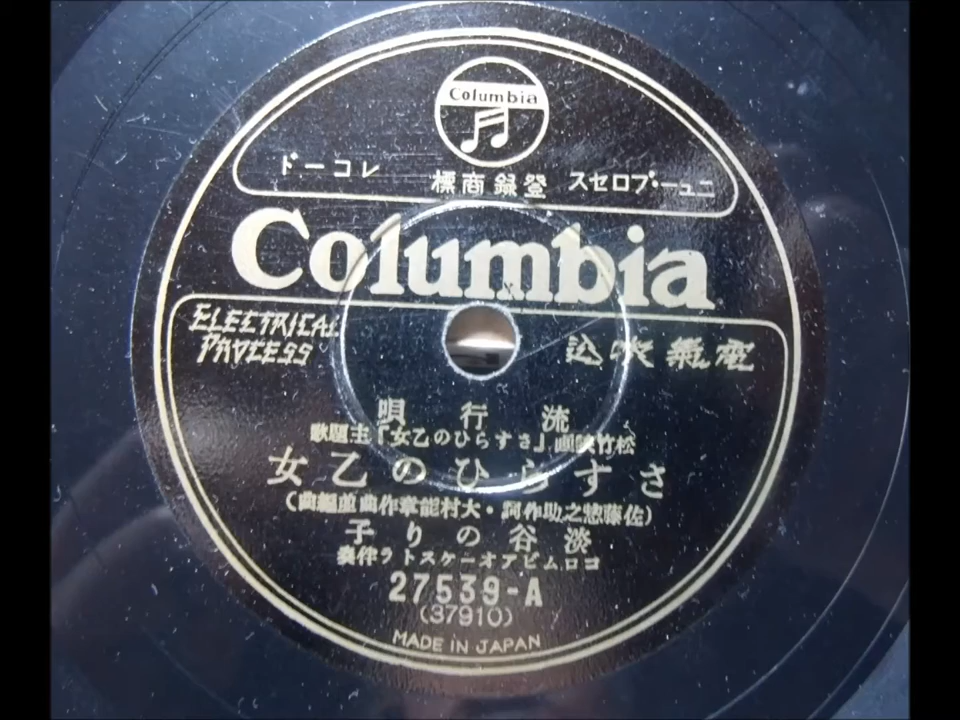 Columbia
ニュー・プロセス 登録商標 レコード
Columbia
ELECTRICAL
PROCESS
電氣吹込
流行唄
松竹映画『さすらひの乙女』主題歌
さすらひの乙女
(佐藤惣之助作詞・大村能章作曲並編曲)
淡谷のり子
コロムビアオーケストラ伴奏
27539-A
(37910)
MADE IN JAPAN